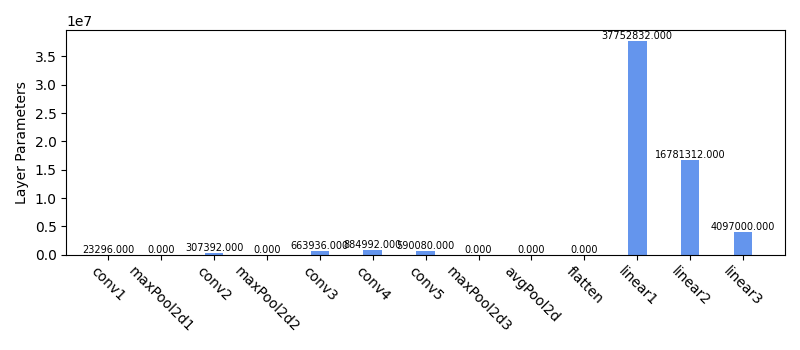 1e7
Layer Parameters
3.5
3.0
2.5
2.0
1.5
1.0
0.5
0.0
23296.000
0.000
307392.000
0.000
663936.000
884992.000
590080.000
0.000
0.000
0.000
37752832.000
16781312.000
4097000.000
conv1
maxPool2d1
conv2
maxPool2d2
conv3
conv4
conv5
maxPool2d3
avgPool2d
flatten
linear1
linear2
linear3